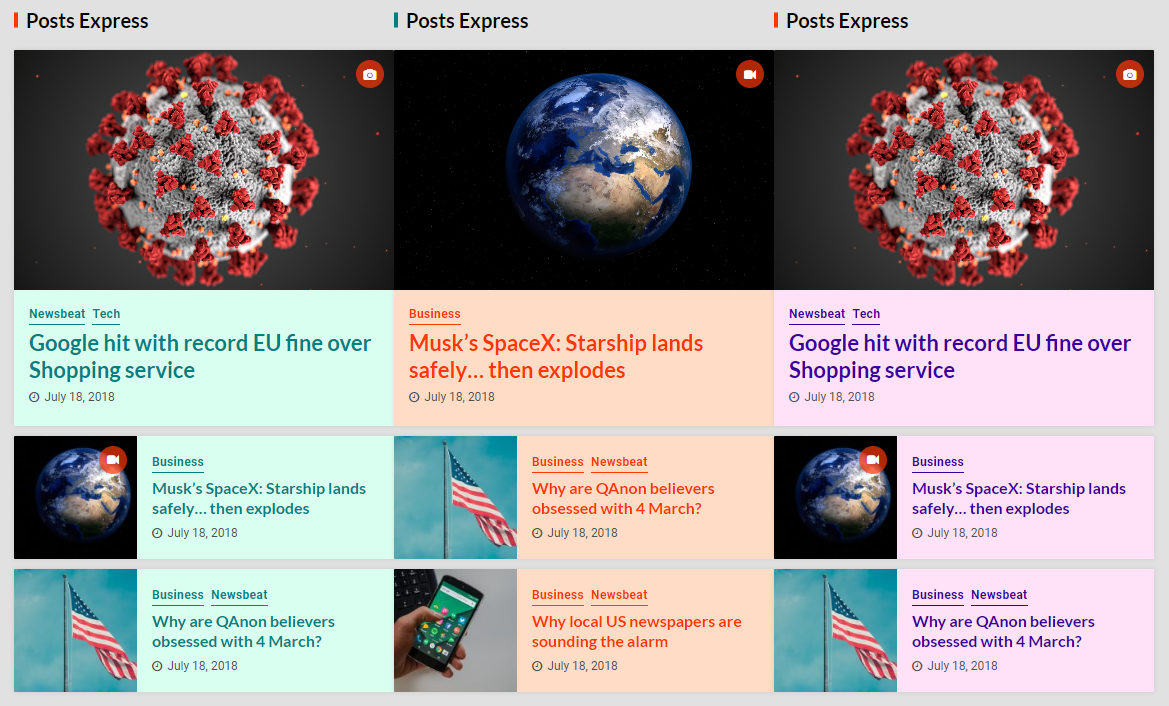 Posts Express
Newsbeat Tech
Google hit with record EU fine over
Shopping service
July 18, 2018
Business
Musk’s SpaceX: Starship lands
safely… then explodes
July 18, 2018
Business Newsbeat
Why are QAnon believers
obsessed with 4 March?
July 18, 2018
Posts Express
Business
Musk’s SpaceX: Starship lands
safely… then explodes
July 18, 2018
Business Newsbeat
Why are QAnon believers
obsessed with 4 March?
July 18, 2018
Business Newsbeat
Why local US newspapers are
sounding the alarm
July 18, 2018
Posts Express
Newsbeat Tech
Google hit with record EU fine over
Shopping service
July 18, 2018
Business
Musk’s SpaceX: Starship lands
safely… then explodes
July 18, 2018
Business Newsbeat
Why are QAnon believers
obsessed with 4 March?
July 18, 2018